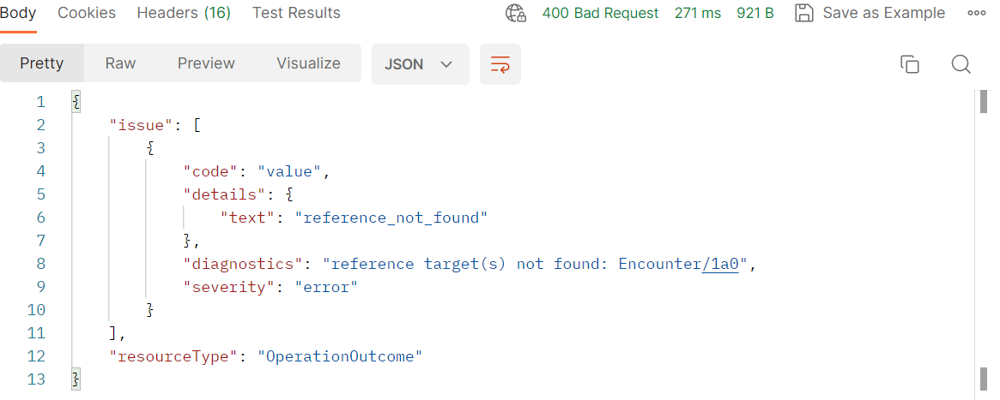 Body Cookies Headers (16) Test Results 400 Bad Request 271 ms 921 B Save as Example
Pretty Raw Preview Visualize JSON
1 {
2 "issue": [
3 {
4 "code": "value",
5 "details": {
6 "text": "reference_not_found"
7 },
8 "diagnostics": "reference target(s) not found: Encounter/1a0",
9 "severity": "error"
10 }
11 ],
12 "resourceType": "OperationOutcome"
13 }